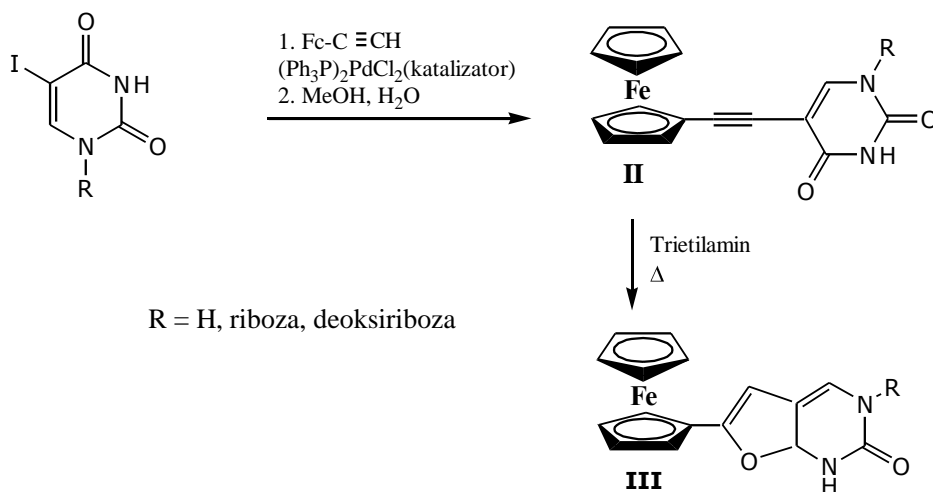 O
I
NH
N
O
R
1. Fc-C ≡ CH
(Ph3P)2PdCl2(katalizator)
2. MeOH, H2O
Fe
R
N
O
NH
O
II
Trietilamin
Δ
R = H, riboza, deoksiriboza
Fe
R
N
O
O
N
H
III